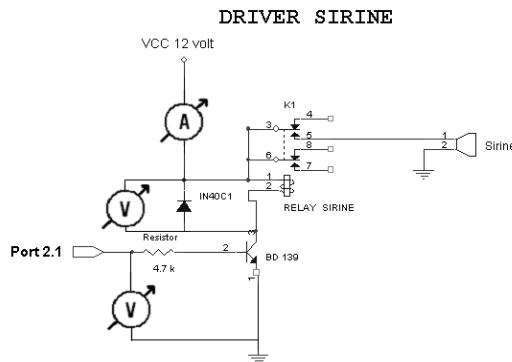 DRIVER SIRINE
VCC 12 volt
A
K1
3
4
5
1
2
Sirine
6
8
7
V
IN40C1
1
2
RELAY SIRINE
Port 2.1
Resistor
4.7 k
2
3
BD 139
1
V